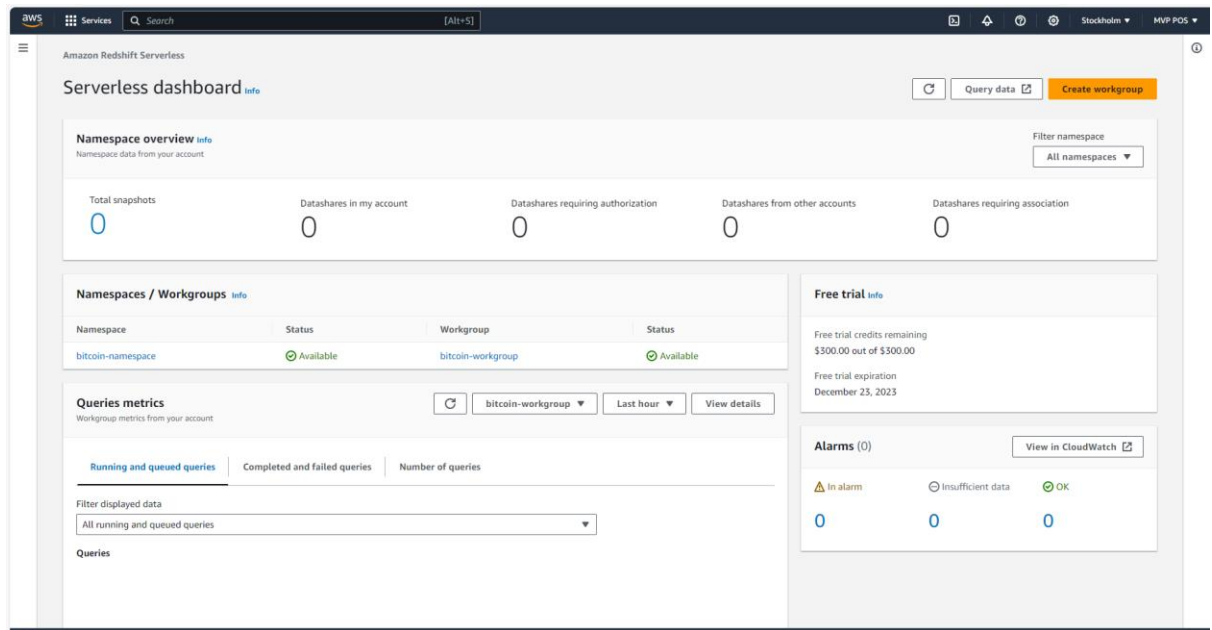 aws Services Search [Alt+S] Stockholm MVP POS
Amazon Redshift Serverless
Serverless dashboard Info
Query data Create workgroup
Namespace overview Info
Namespace data from your account
Filter namespace
All namespaces
Total snapshots Datashares in my account Datashares requiring authorization Datashares from other accounts Datashares requiring association
0 0 0 0 0
Namespaces / Workgroups Info
Namespace Status Workgroup Status
bitcoin-namespace Available bitcoin-workgroup Available
Queries metrics
Workgroup metrics from your account
bitcoin-workgroup Last hour View details
Running and queued queries Completed and failed queries Number of queries
Filter displayed data
All running and queued queries
Queries
Free trial Info
Free trial credits remaining
$300.00 out of $300.00
Free trial expiration
December 23, 2023
Alarms (0) View in CloudWatch
In alarm Insufficient data OK
0 0 0